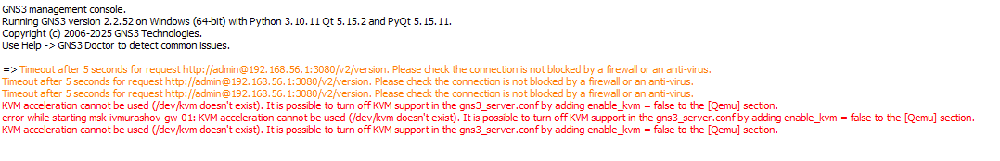 GNS3 management console.
Running GNS3 version 2.2.52 on Windows (64-bit) with Python 3.10.11 Qt 5.15.2 and PyQt 5.15.11.
Copyright (c) 2006-2025 GNS3 Technologies.
Use Help -> GNS3 Doctor to detect common issues.
=> Timeout after 5 seconds for request http://admin@192.168.56.1:3080/v2/version. Please check the connection is not blocked by a firewall or an anti-virus.
Timeout after 5 seconds for request http://admin@192.168.56.1:3080/v2/version. Please check the connection is not blocked by a firewall or an anti-virus.
Timeout after 5 seconds for request http://admin@192.168.56.1:3080/v2/version. Please check the connection is not blocked by a firewall or an anti-virus.
KVM acceleration cannot be used (/dev/kvm doesn't exist). It is possible to turn off KVM support in the gns3_server.conf by adding enable_kvm = false to the [Qemu] section.
error while starting msk-ivmurashov-gw-01: KVM acceleration cannot be used (/dev/kvm doesn't exist). It is possible to turn off KVM support in the gns3_server.conf by adding enable_kvm = false to the [Qemu] section.
KVM acceleration cannot be used (/dev/kvm doesn't exist). It is possible to turn off KVM support in the gns3_server.conf by adding enable_kvm = false to the [Qemu] section.